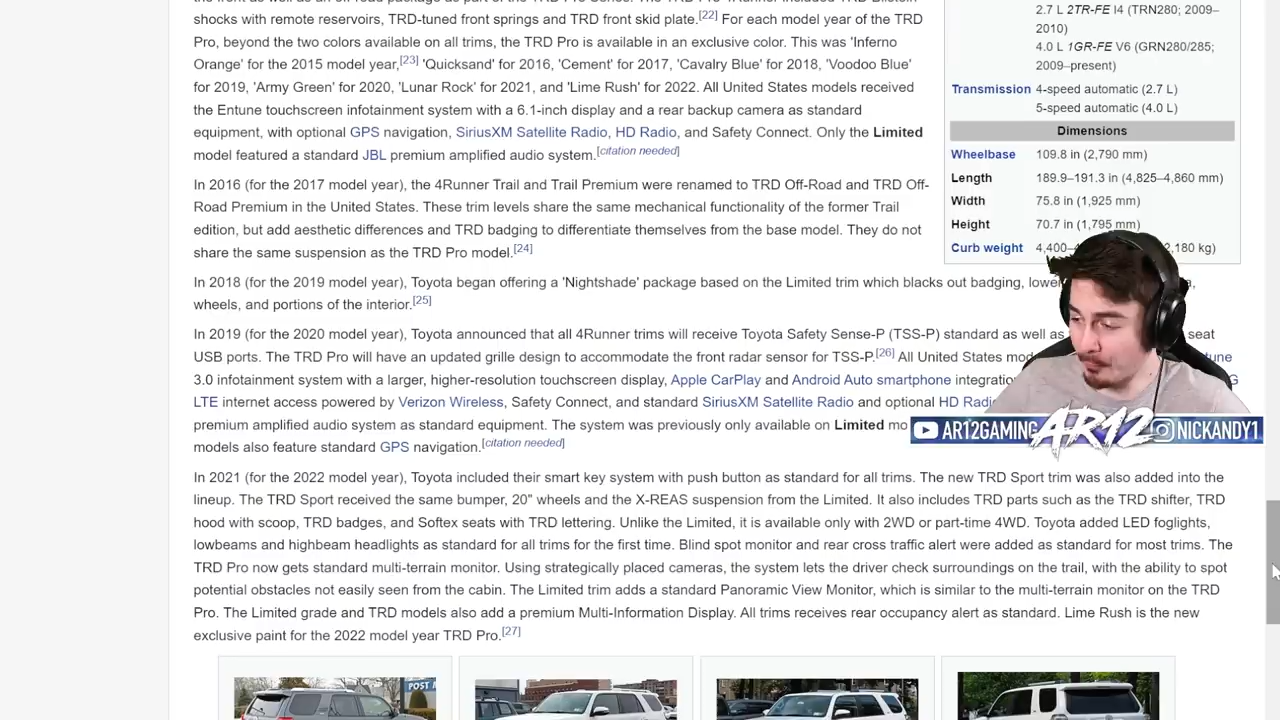 shocks with remote reservoirs, TRD-tuned front springs and TRD front skid plate.[22] For each model year of the TRD
Pro, beyond the two colors available on all trims, the TRD Pro is available in an exclusive color. This was 'Inferno
Orange' for the 2015 model year,[23] 'Quicksand' for 2016, 'Cement' for 2017, 'Cavalry Blue' for 2018, 'Voodoo Blue'
for 2019, 'Army Green' for 2020, 'Lunar Rock' for 2021, and 'Lime Rush' for 2022. All United States models received
the Entune touchscreen infotainment system with a 6.1-inch display and a rear backup camera as standard
equipment, with optional GPS navigation, SiriusXM Satellite Radio, HD Radio, and Safety Connect. Only the Limited
model featured a standard JBL premium amplified audio system.[citation needed]
In 2016 (for the 2017 model year), the 4Runner Trail and Trail Premium were renamed to TRD Off-Road and TRD Off-
Road Premium in the United States. These trim levels share the same mechanical functionality of the former Trail
edition, but add aesthetic differences and TRD badging to differentiate themselves from the base model. They do not
share the same suspension as the TRD Pro model.[24]
In 2018 (for the 2019 model year), Toyota began offering a 'Nightshade' package based on the Limited trim which blacks out badging,
wheels, and portions of the interior.[25]
In 2019 (for the 2020 model year), Toyota announced that all 4Runner trims will receive Toyota Safety Sense-P (TSS-P) standard as well as seat
USB ports. The TRD Pro will have an updated grille design to accommodate the front radar sensor for TSS-P.[26] All United States
3.0 infotainment system with a larger, higher-resolution touchscreen display, Apple CarPlay and Android Auto smartphone
LTE internet access powered by Verizon Wireless, Safety Connect, and standard SiriusXM Satellite Radio and optional HD
premium amplified audio system as standard equipment. The system was previously only available on Limited
models also feature standard GPS navigation.[citation needed]
In 2021 (for the 2022 model year), Toyota included their smart key system with push button as standard for all trims. The new TRD Sport trim was also added into the
lineup. The TRD Sport received the same bumper, 20" wheels and the X-REAS suspension from the Limited. It also includes TRD parts such as the TRD shifter, TRD
hood with scoop, TRD badges, and Softex seats with TRD lettering. Unlike the Limited, it is available only with 2WD or part-time 4WD. Toyota added LED foglights,
lowbeams and highbeam headlights as standard for all trims for the first time. Blind spot monitor and rear cross traffic alert were added as standard for most trims. The
TRD Pro now gets standard multi-terrain monitor. Using strategically placed cameras, the system lets the driver check surroundings on the trail, with the ability to spot
potential obstacles not easily seen from the cabin. The Limited trim adds a standard Panoramic View Monitor, which is similar to the multi-terrain monitor on the TRD
Pro. The Limited grade and TRD models also add a premium Multi-Information Display. All trims receives rear occupancy alert as standard. Lime Rush is the new
exclusive paint for the 2022 model year TRD Pro.[27]
2.7 L 2TR-FE I4 (TRN280; 2009–
2010)
4.0 L 1GR-FE V6 (GRN280/285;
2009–present)
Transmission 4-speed automatic (2.7 L)
5-speed automatic (4.0 L)
Dimensions
Wheelbase 109.8 in (2,790 mm)
Length 189.9–191.3 in (4,825–4,860 mm)
Width 75.8 in (1,925 mm)
Height 70.7 in (1,795 mm)
Curb weight 2,180 kg)
AR12GAMING AR12 NICKANDY1
POST